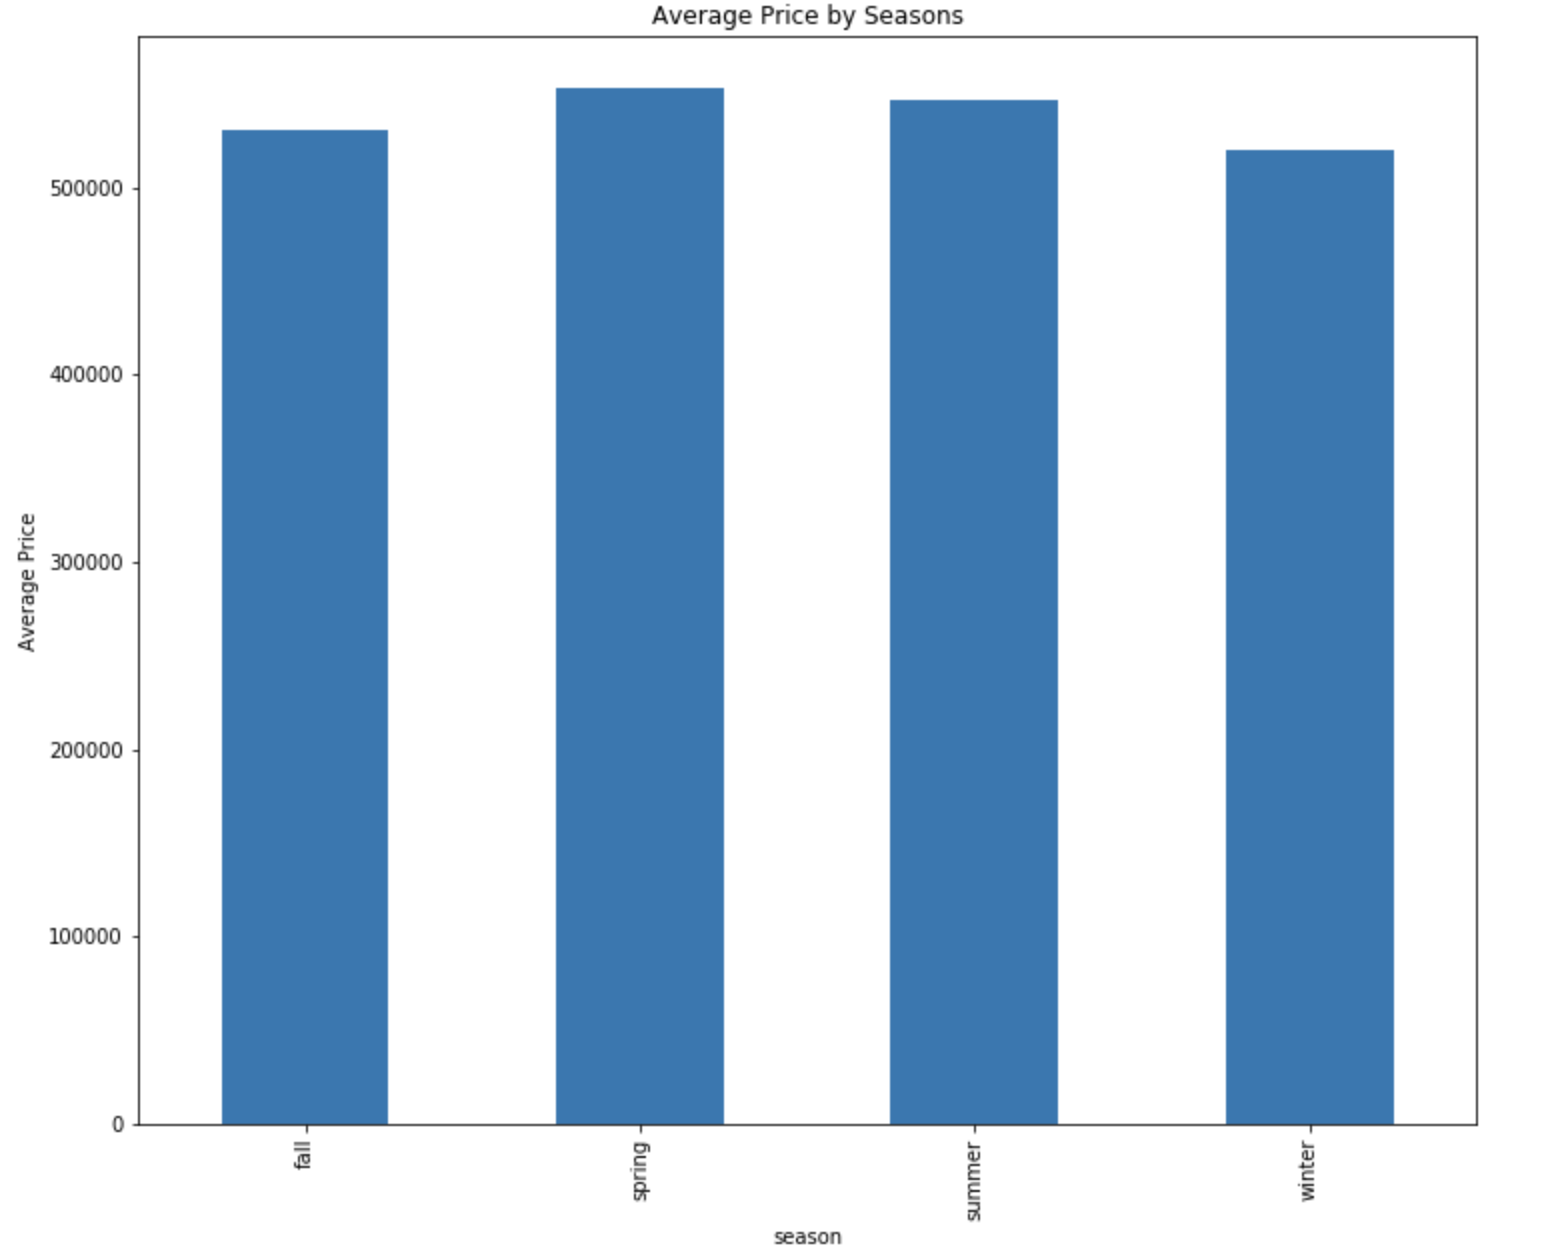 Average Price by Seasons
500000
400000
300000
200000
100000
0
Average Price
fall
spring
summer
winter
season